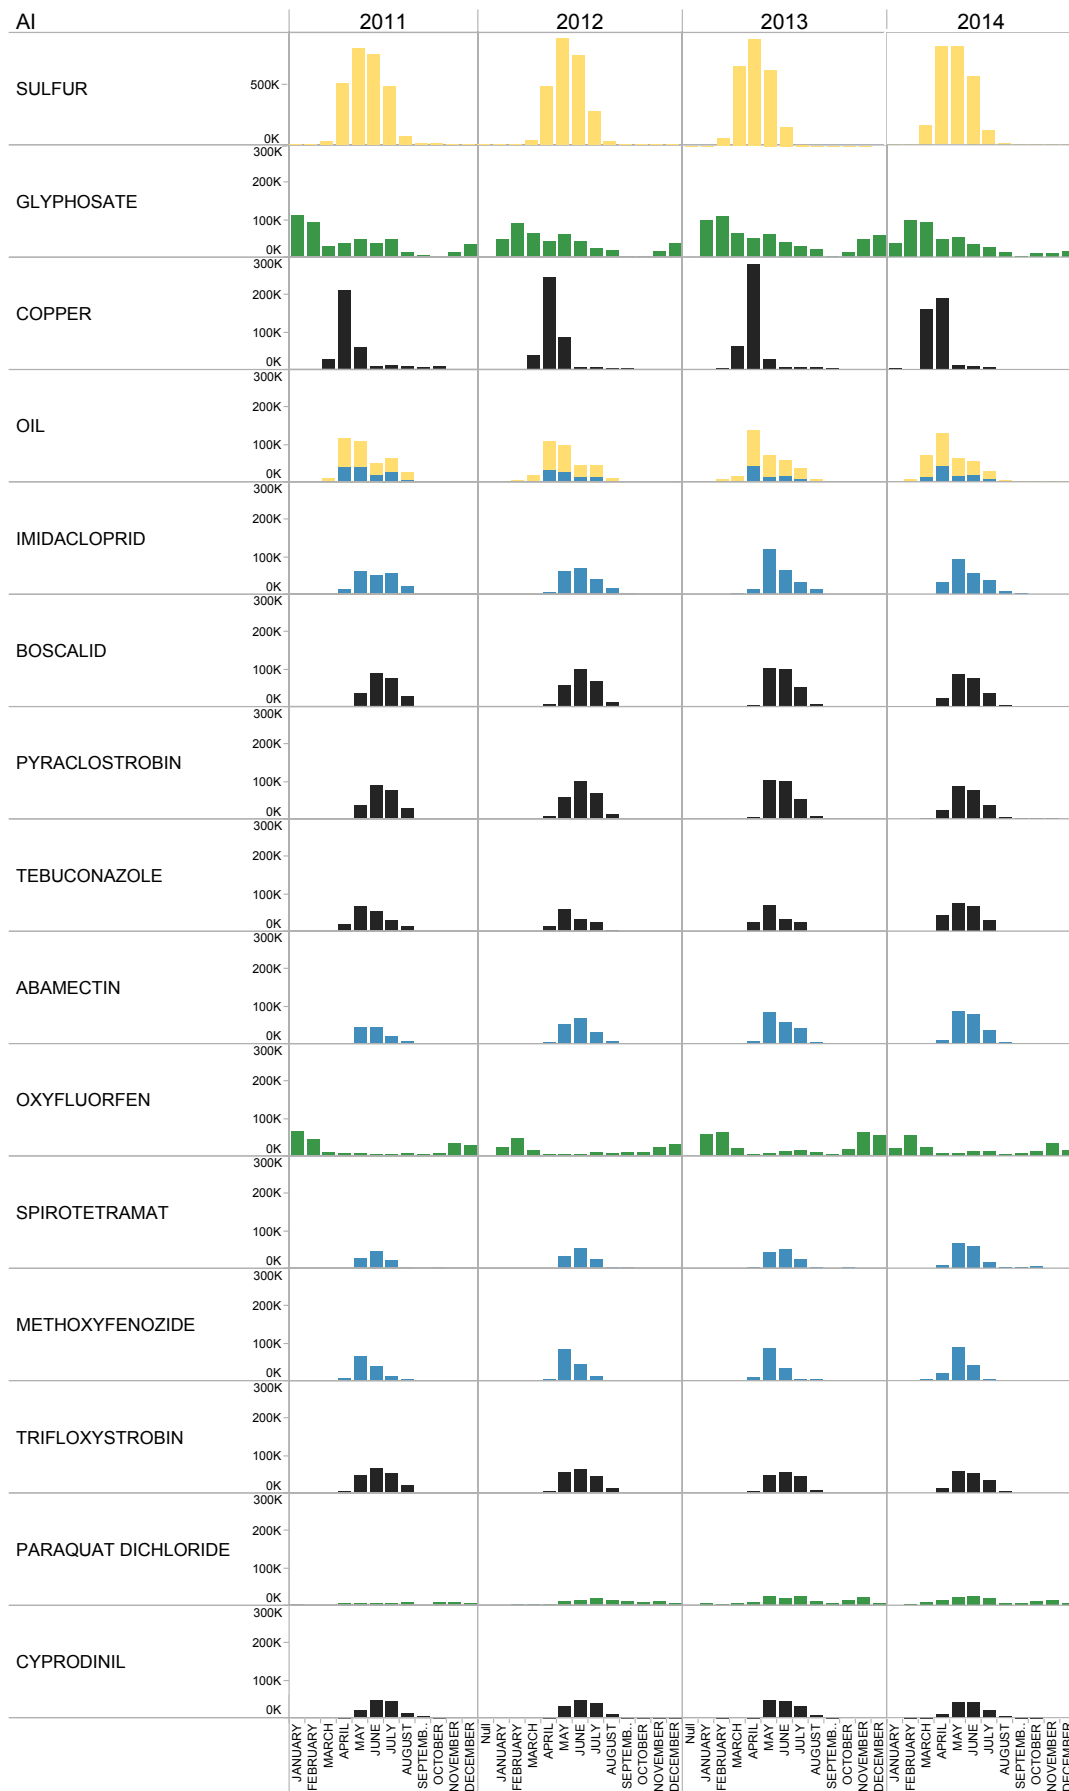 AI 2011 2012 2013 2014
SULFUR
500K
0K
GLYPHOSATE
300K
200K
100K
0K
COPPER
300K
200K
100K
0K
OIL
300K
200K
100K
0K
IMIDACLOPRID
300K
200K
100K
0K
BOSCALID
300K
200K
100K
0K
PYRACLOSTROBIN
300K
200K
100K
0K
TEBUCONAZOLE
300K
200K
100K
0K
ABAMECTIN
300K
200K
100K
0K
OXYFLUORFEN
300K
200K
100K
0K
SPIROTETRAMAT
300K
200K
100K
0K
METHOXYFENOZIDE
300K
200K
100K
0K
TRIFLOXYSTROBIN
300K
200K
100K
0K
PARAQUAT DICHLORIDE
300K
200K
100K
0K
CYPRODINIL
300K
200K
100K
0K
JANUARY
FEBRUARY
MARCH
APRIL
MAY
JUNE
JULY
AUGUST
SEPTEMB..
OCTOBER
NOVEMBER
DECEMBER
Null
JANUARY
FEBRUARY
MARCH
APRIL
MAY
JUNE
JULY
AUGUST
SEPTEMB..
OCTOBER
NOVEMBER
DECEMBER
Null
JANUARY
FEBRUARY
MARCH
APRIL
MAY
JUNE
JULY
AUGUST
SEPTEMB..
OCTOBER
NOVEMBER
DECEMBER
JANUARY
FEBRUARY
MARCH
APRIL
MAY
JUNE
JULY
AUGUST
SEPTEMB..
OCTOBER
NOVEMBER
DECEMBER